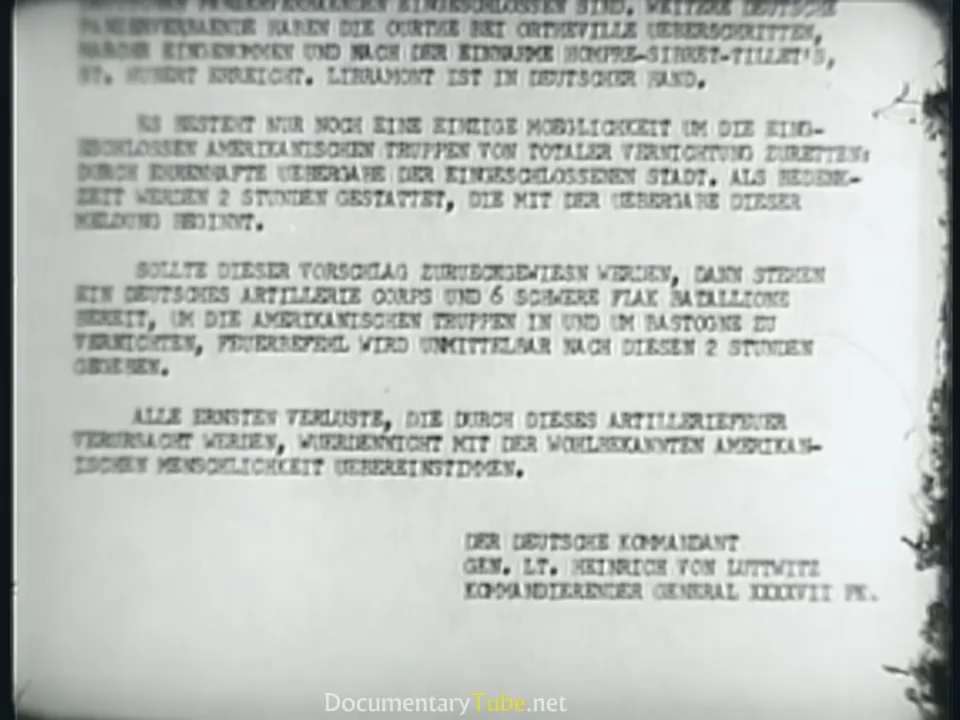 DEUTSCHEN PANZERVERBAENDEN EINGESCHLOSSEN SIND. WEITERE DEUTSCHE
PANZERVERBAENTE HABEN DIE OURTHE BEI ORTHEVILLE UEBERSCHRITTEN,
MARCHE EINGENOMMEN UND NACH DER EINNAHME HOMPRE-SIBRET-TILLET'S,
ST. HUBERT ERREICHT. LIBRAMONT IST IN DEUTSCHER HAND.
ES BESTEHT NUR NOCH EINE EINZIGE MOEGLICHKEIT UM DIE EING-
ESCHLOSSEN AMERIKANISCHEN TRUPPEN VON TOTALER VERNICHTUNG ZURETTEN:
DURCH EHRENHAFTE UEBERGABE DER EINGESCHLOSSENEN STADT. ALS BEDENK-
ZEIT WERDEN 2 STUNDEN GESTATTET, DIE MIT DER UEBERGABE DIESER
MELDUNG BEGINNT.
SOLLTE DIESER VORSCHLAG ZURUECKGEWIESN WERDEN, DANN STEHEN
EIN DEUTSCHES ARTILLERIE CORPS UND 6 SCHWERE FLAK BATALLIONE
BEREIT, UM DIE AMERIKANISCHEN TRUPPEN IN UND UM BASTOGNE ZU
VERNICHTEN, FEUERBEFEHL WIRD UNMITTELBAR NACH DIESEN 2 STUNDEN
GEGEBEN.
ALLE ERNSTEN VERLUSTE, DIE DURCH DIESES ARTILLERIEFEUER
VERURSACHT WERDEN, WUERDENNICHT MIT DER WOHLBEKANNTEN AMERIKAN-
ISCHEN MENSCHLICHKEIT UEBEREINSTIMMEN.
DER DEUTSCHE KOMMANDANT
GEN. LT. HEINRICH VON LUTTWITZ
KOMMANDIERENDER GENERAL XXXXVII PK.
DocumentaryTube.net